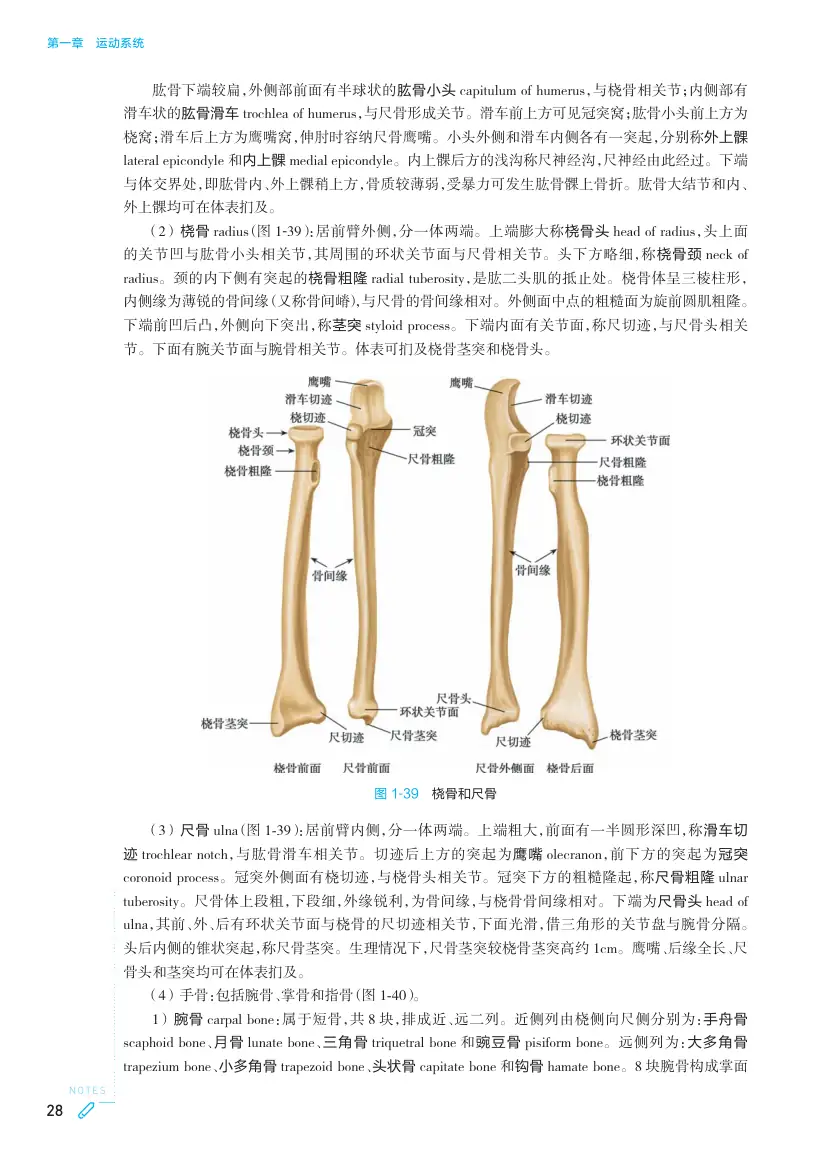 第一章 运动系统
肱骨下端较扁,外侧部前面有半球状的肱骨小头 capitulum of humerus,与桡骨相关节;内侧部有
滑车状的肱骨滑车 trochlea of humerus,与尺骨形成关节。滑车前上方可见冠突窝;肱骨小头前上方为
桡窝;滑车后上方为鹰嘴窝,伸肘时容纳尺骨鹰嘴。小头外侧和滑车内侧各有一突起,分别称外上髁
lateral epicondyle 和内上髁 medial epicondyle。内上髁后方的浅沟称尺神经沟,尺神经由此经过。下端
与体交界处,即肱骨内、外上髁稍上方,骨质较薄弱,受暴力可发生肱骨髁上骨折。肱骨大结节和内、
外上髁均可在体表扪及。
(2)桡骨 radius(图 1-39):居前臂外侧,分一体两端。上端膨大称桡骨头 head of radius,头上面
的关节凹与肱骨小头相关节,其周围的环状关节面与尺骨相关节。头下方略细,称桡骨颈 neck of
radius。颈的内下侧有突起的桡骨粗隆 radial tuberosity,是肱二头肌的抵止处。桡骨体呈三棱柱形,
内侧缘为薄锐的骨间缘(又称骨间嵴),与尺骨的骨间缘相对。外侧面中点的粗糙面为旋前圆肌粗隆。
下端前凹后凸,外侧向下突出,称茎突 styloid process。下端内面有关节面,称尺切迹,与尺骨头相关
节。下面有腕关节面与腕骨相关节。体表可扪及桡骨茎突和桡骨头。
鹰嘴
滑车切迹
桡切迹
桡骨头
冠突
桡骨颈
尺骨粗隆
桡骨粗隆
骨间缘
环状关节面
桡骨茎突
尺切迹
尺骨茎突
桡骨前面 尺骨前面
鹰嘴
滑车切迹
桡切迹
环状关节面
尺骨粗隆
桡骨粗隆
骨间缘
尺骨头
尺切迹
桡骨茎突
尺骨外侧面 桡骨后面
图 1-39 桡骨和尺骨
(3)尺骨 ulna(图 1-39):居前臂内侧,分一体两端。上端粗大,前面有一半圆形深凹,称滑车切
迹 trochlear notch,与肱骨滑车相关节。切迹后上方的突起为鹰嘴 olecranon,前下方的突起为冠突
coronoid process。冠突外侧面有桡切迹,与桡骨头相关节。冠突下方的粗糙隆起,称尺骨粗隆 ulnar
tuberosity。尺骨体上段粗,下段细,外缘锐利,为骨间缘,与桡骨骨间缘相对。下端为尺骨头 head of
ulna,其前、外、后有环状关节面与桡骨的尺切迹相关节,下面光滑,借三角形的关节盘与腕骨分隔。
头后内侧的锥状突起,称尺骨茎突。生理情况下,尺骨茎突较桡骨茎突高约 1cm。鹰嘴、后缘全长、尺
骨头和茎突均可在体表扪及。
(4)手骨:包括腕骨、掌骨和指骨(图 1-40)。
1)腕骨 carpal bone:属于短骨,共 8 块,排成近、远二列。近侧列由桡侧向尺侧分别为:手舟骨
scaphoid bone、月骨 lunate bone、三角骨 triquetral bone 和豌豆骨 pisiform bone。远侧列为:大多角骨
trapezium bone、小多角骨 trapezoid bone、头状骨 capitate bone 和钩骨 hamate bone。8 块腕骨构成掌面
NOTES
28